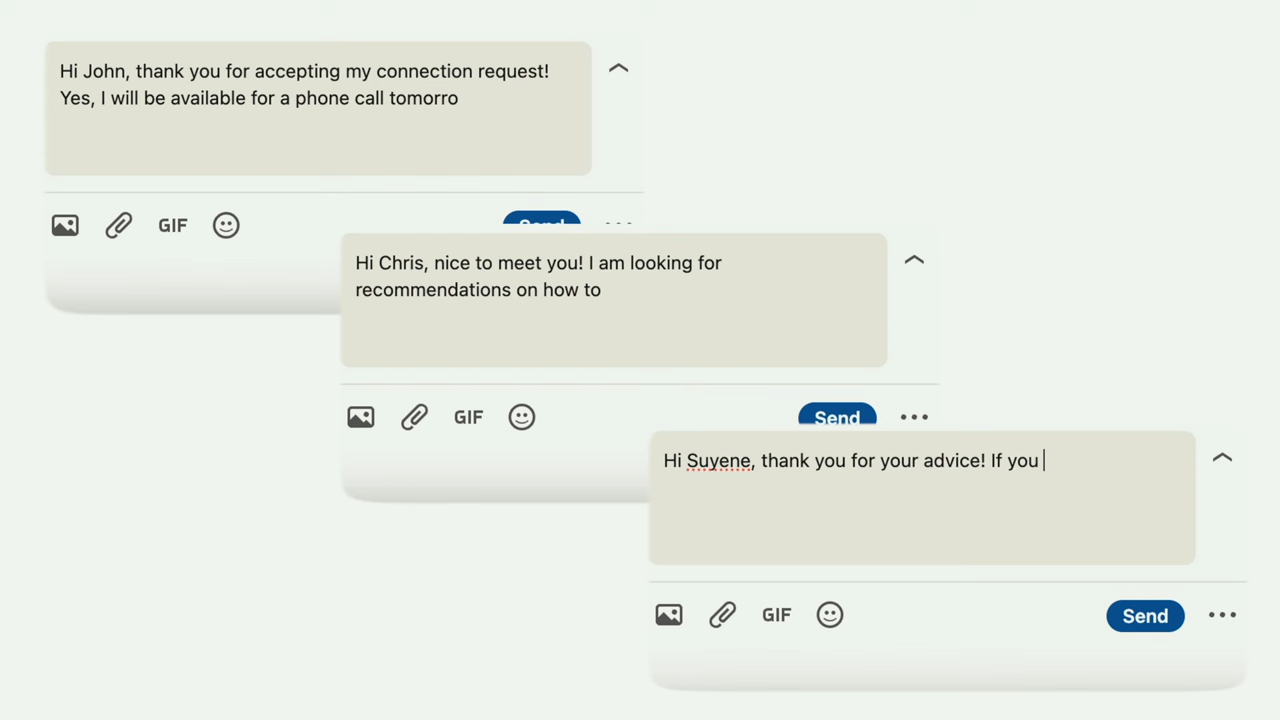 Hi John, thank you for accepting my connection request!
Yes, I will be available for a phone call tomorro
GIF
Send
Hi Chris, nice to meet you! I am looking for
recommendations on how to
GIF
Send
Hi Suyene, thank you for your advice! If you
GIF
Send